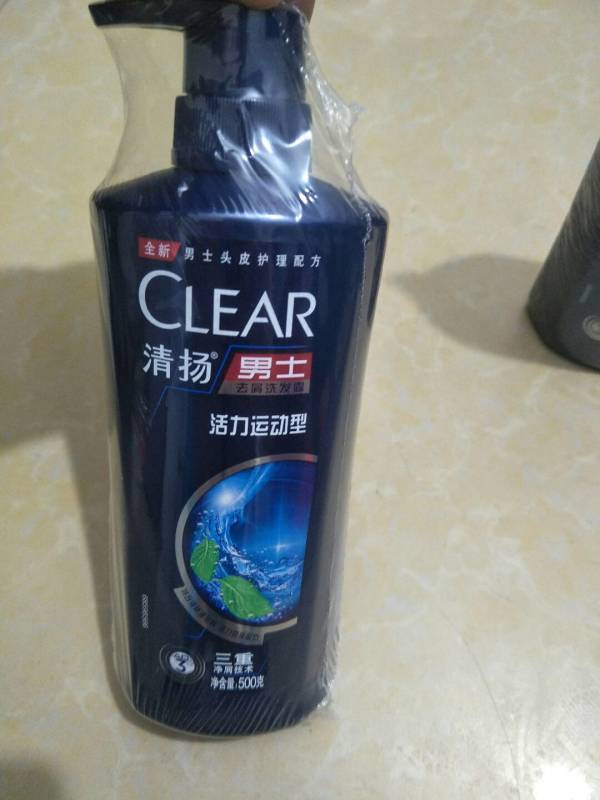 全新 男士头皮护理配方
CLEAR
清扬® 男士
去屑洗发露
活力运动型
三重
净屑技术
净含量:500克